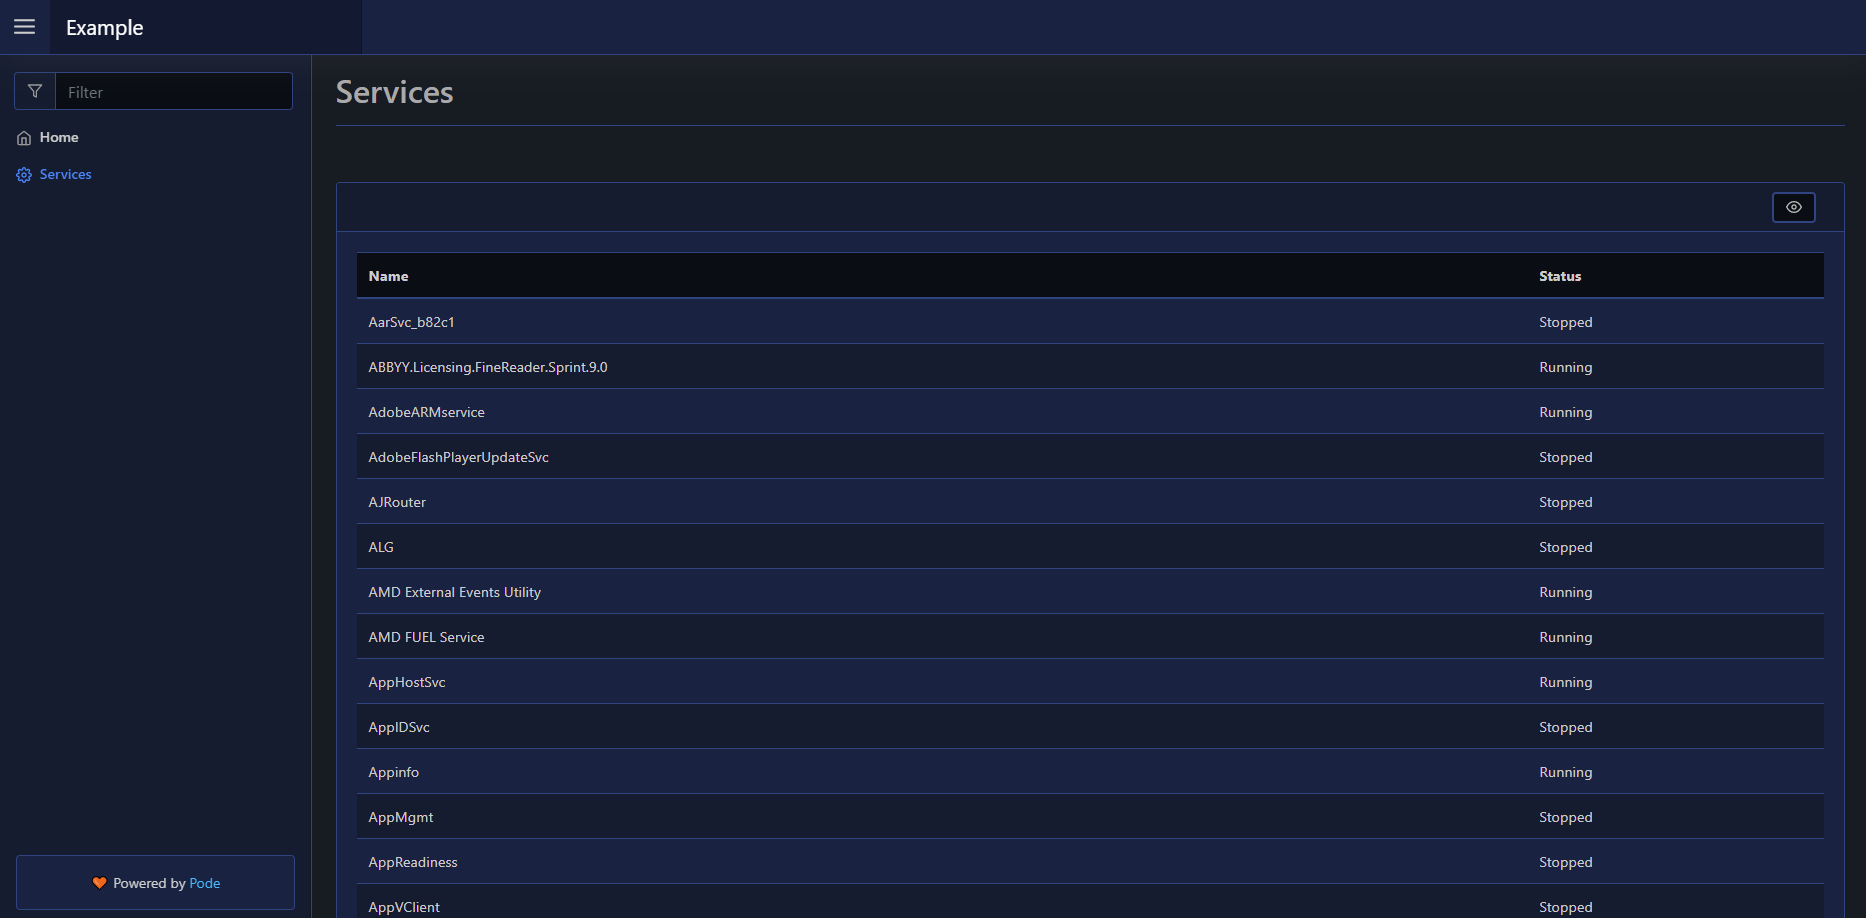 Example
Filter
Home
Services
Powered by Pode
Services
Name Status
AarSvc_b82c1 Stopped
ABBYY.Licensing.FineReader.Sprint.9.0 Running
AdobeARMservice Running
AdobeFlashPlayerUpdateSvc Stopped
AJRouter Stopped
ALG Stopped
AMD External Events Utility Running
AMD FUEL Service Running
AppHostSvc Running
AppIDSvc Stopped
Appinfo Running
AppMgmt Stopped
AppReadiness Stopped
AppVClient Stopped